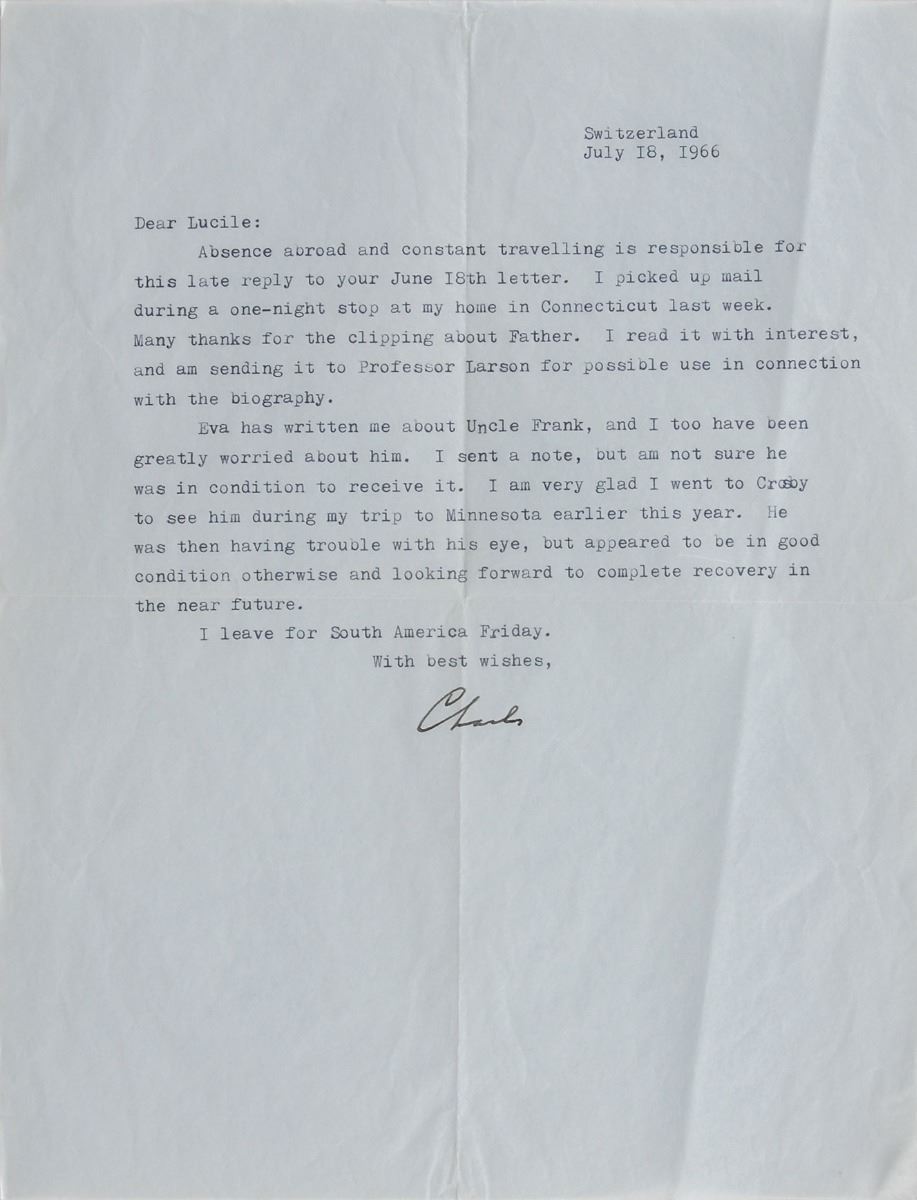 Switzerland
July I8, I966
Dear Lucile:
Absence abroad and constant travelling is responsible for
this late reply to your June I8th letter. I picked up mail
during a one-night stop at my home in Connecticut last week.
Many thanks for the clipping about Father. I read it with interest,
and am sending it to Professor Larson for possible use in connection
with the biography.
Eva has written me about Uncle Frank, and I too have been
greatly worried about him. I sent a note, but am not sure he
was in condition to receive it. I am very glad I went to Crosby
to see him during my trip to Minnesota earlier this year. He
was then having trouble with his eye, but appeared to be in good
condition otherwise and looking forward to complete recovery in
the near future.
I leave for South America Friday.
With best wishes,
Charles